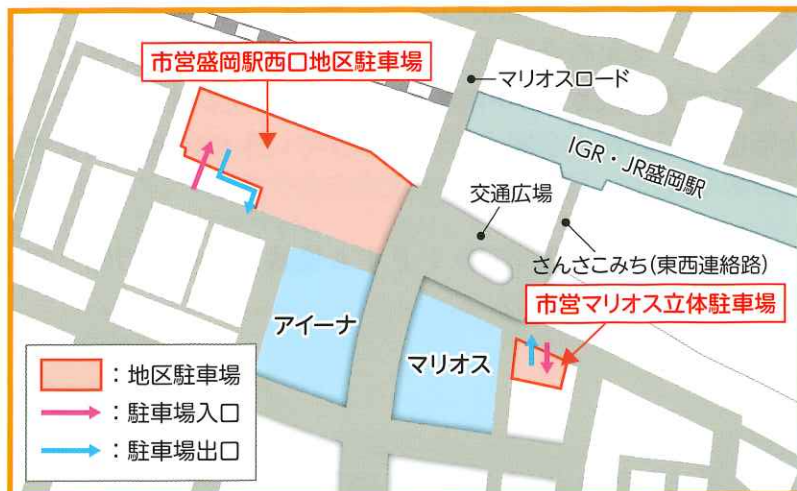 市営盛岡駅西口地区駐車場
マリオスロード
IGR・JR盛岡駅
交通広場
さんさこみち(東西連絡路)
市営マリオス立体駐車場
アイーナ
マリオス
：地区駐車場
：駐車場入口
：駐車場出口